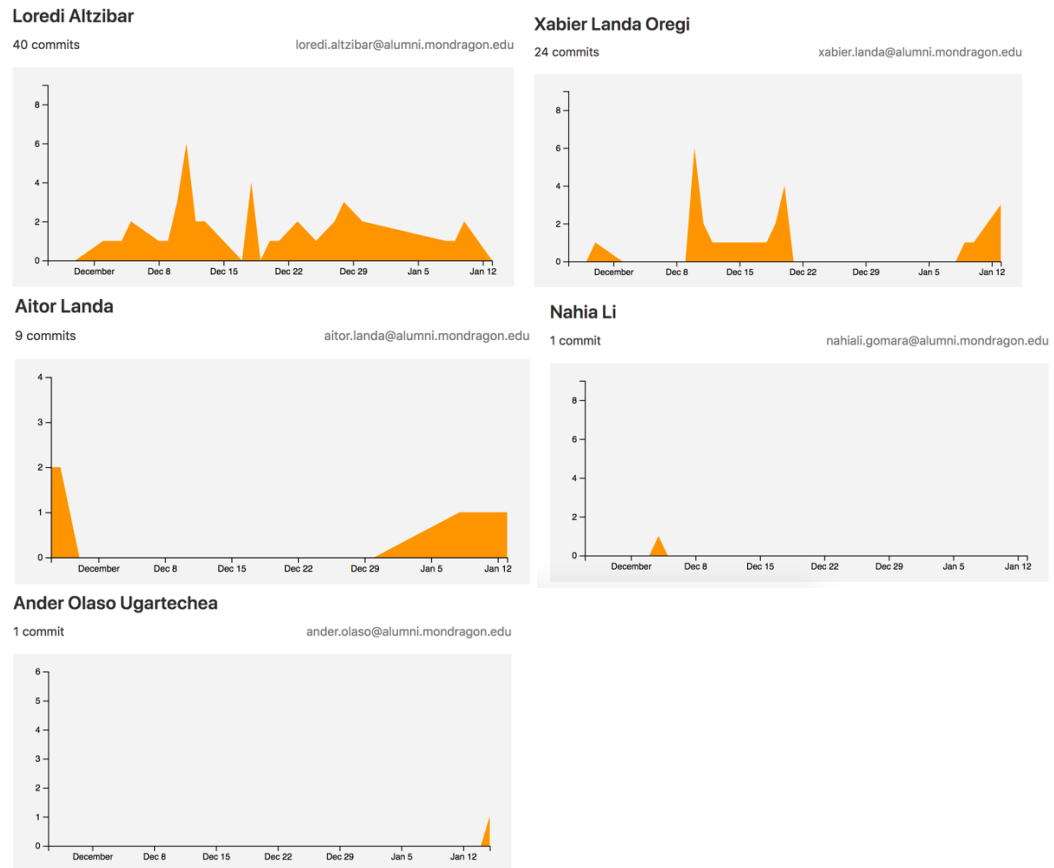 Loredi Altzibar
40 commits loredi.altzibar@alumni.mondragon.edu
8
6
4
2
0
December Dec 8 Dec 15 Dec 22 Dec 29 Jan 5 Jan 12
Xabier Landa Oregi
24 commits xabier.landa@alumni.mondragon.edu
8
6
4
2
0
December Dec 8 Dec 15 Dec 22 Dec 29 Jan 5 Jan 12
Aitor Landa
9 commits aitor.landa@alumni.mondragon.edu
4
3
2
1
0
December Dec 8 Dec 15 Dec 22 Dec 29 Jan 5 Jan 12
Nahia Li
1 commit nahiali.gomara@alumni.mondragon.edu
8
6
4
2
0
December Dec 8 Dec 15 Dec 22 Dec 29 Jan 5 Jan 12
Ander Olaso Ugartechea
1 commit ander.olaso@alumni.mondragon.edu
6
5
4
3
2
1
0
December Dec 8 Dec 15 Dec 22 Dec 29 Jan 5 Jan 12